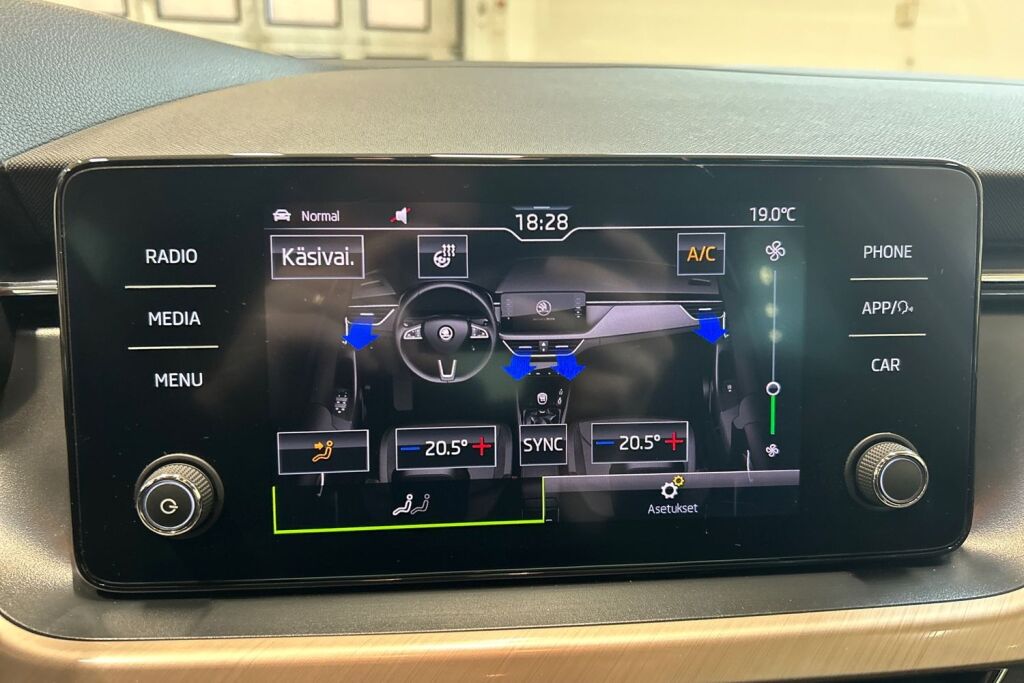 Normal
18:28
19.0°C
Käsivai.
A/C
RADIO
MEDIA
MENU
PHONE
APP/
CAR
20.5°
SYNC
20.5°
Asetukset